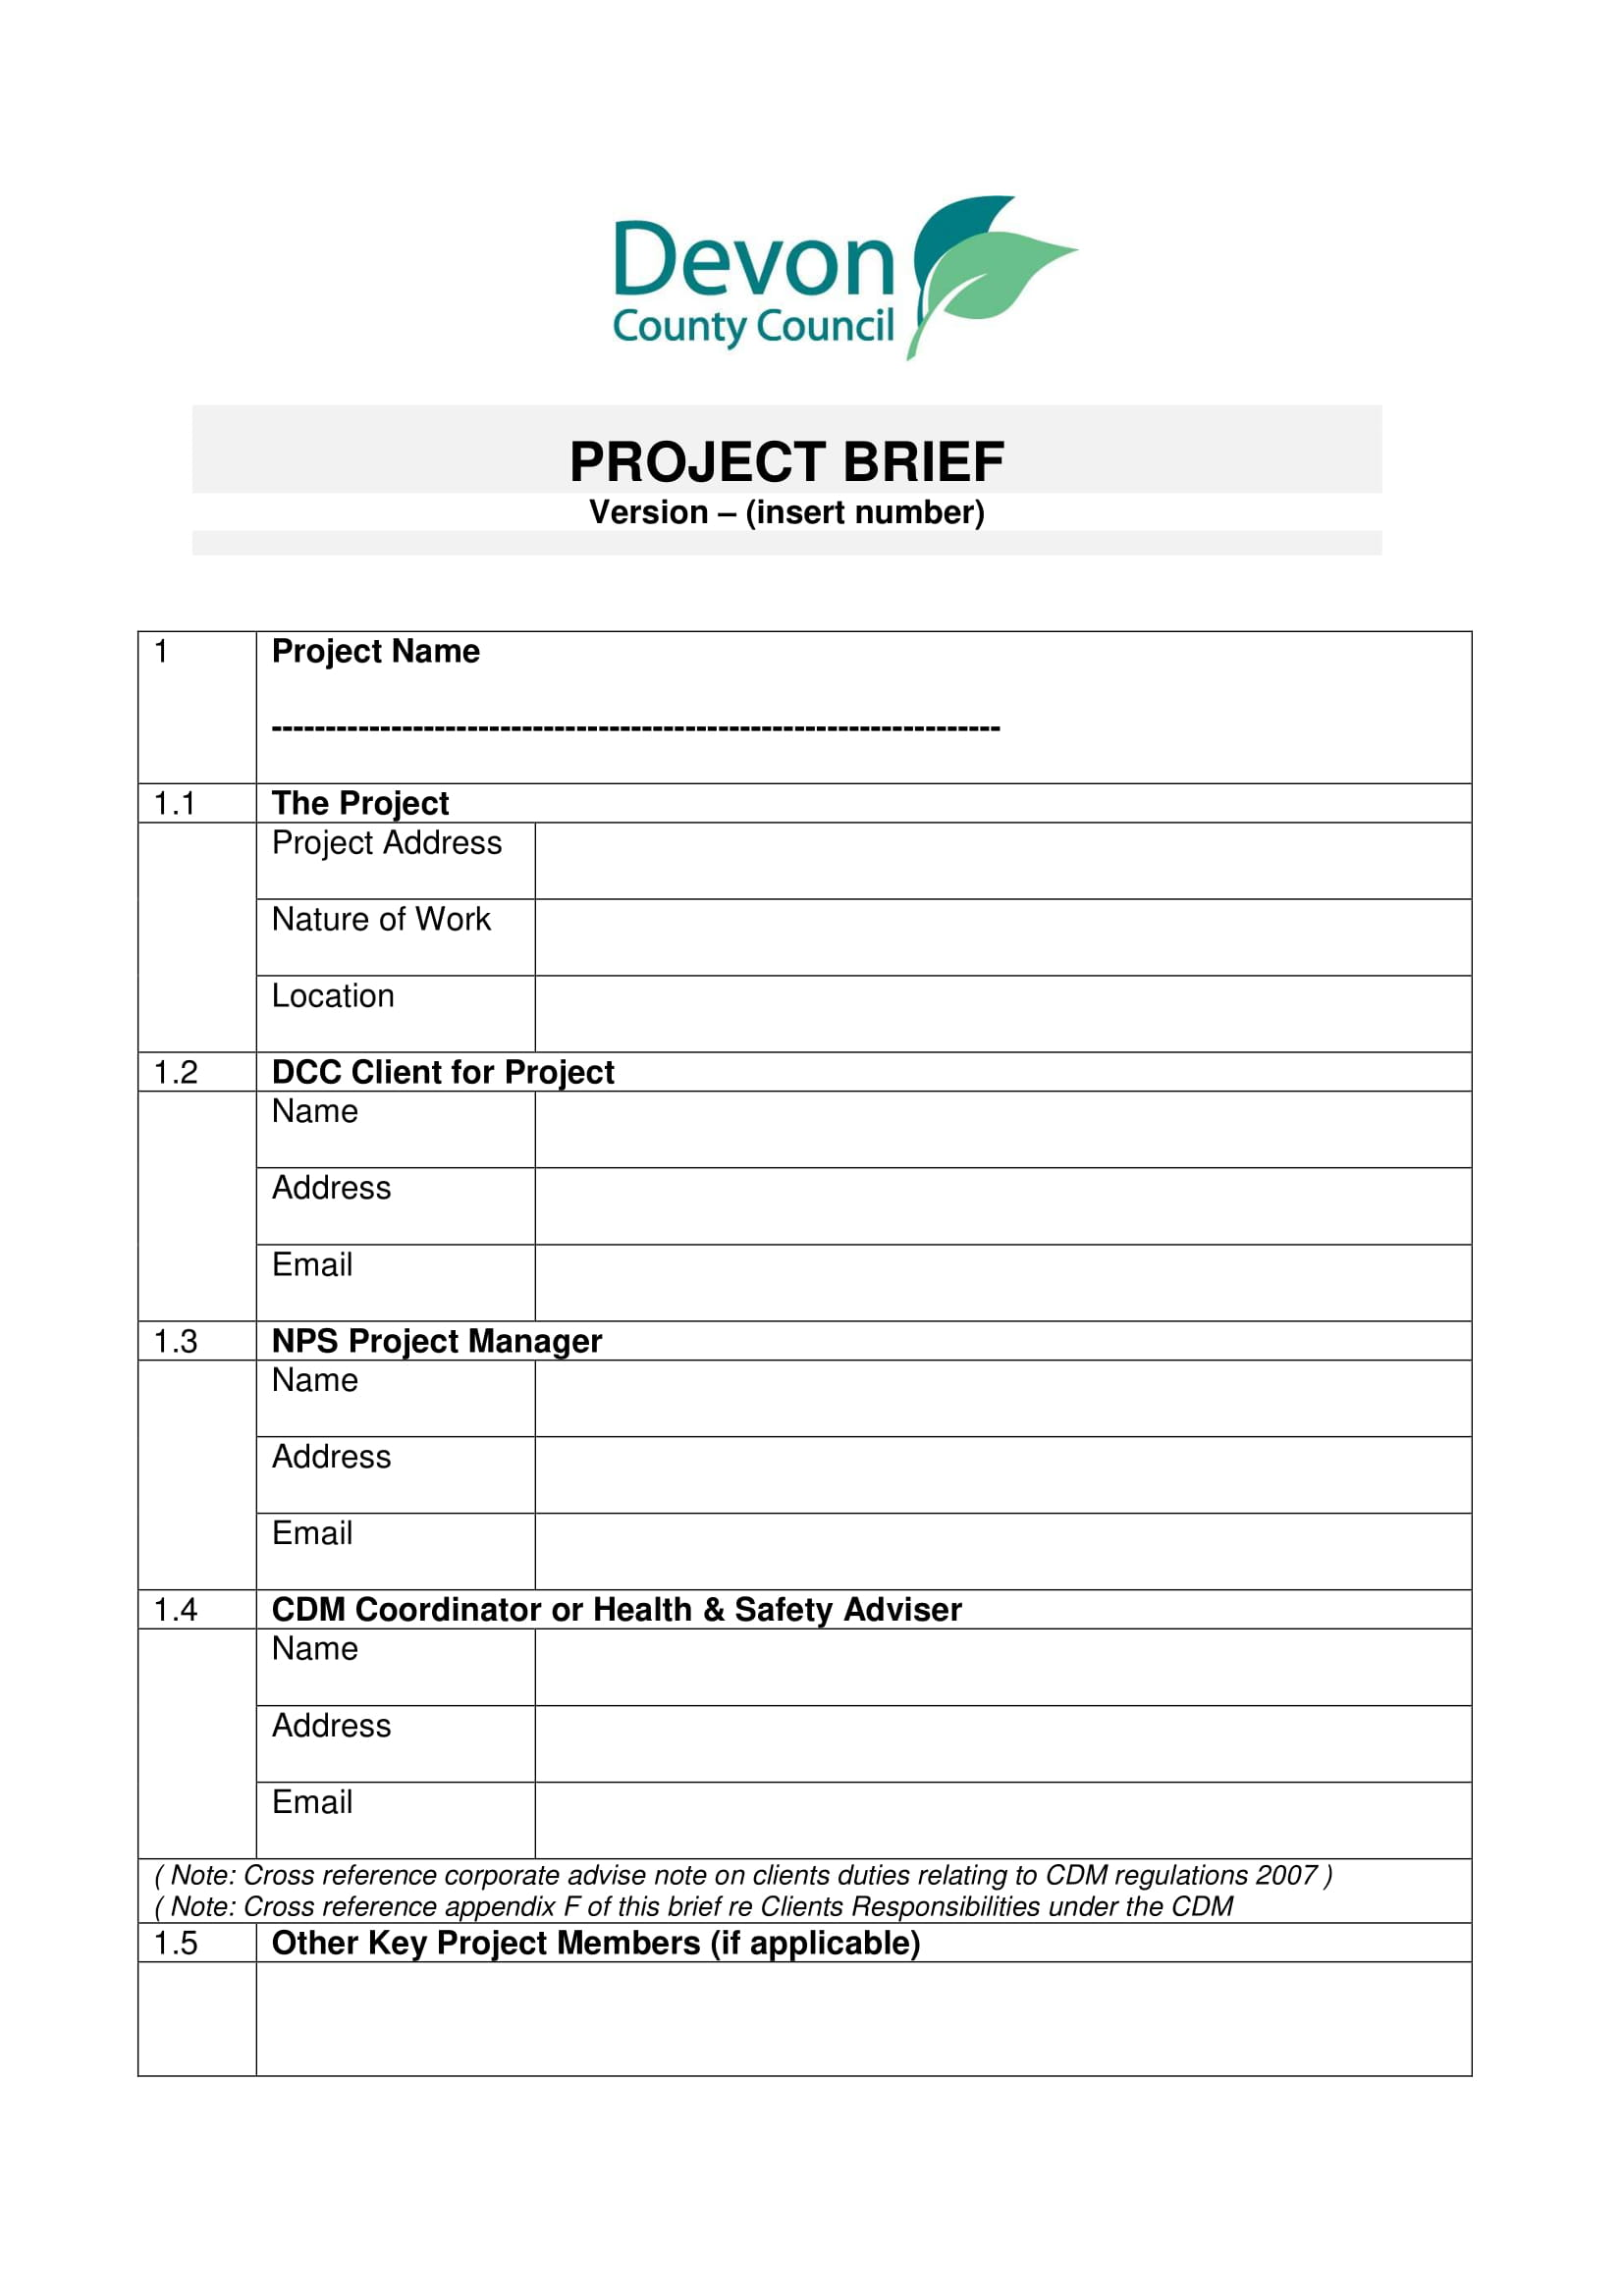 Devon
County Council
PROJECT BRIEF
Version – (insert number)
1 Project Name
-------------------------------------------------------------------
1.1 The Project
Project Address
Nature of Work
Location
1.2 DCC Client for Project
Name
Address
Email
1.3 NPS Project Manager
Name
Address
Email
1.4 CDM Coordinator or Health & Safety Adviser
Name
Address
Email
( Note: Cross reference corporate advise note on clients duties relating to CDM regulations 2007 )
( Note: Cross reference appendix F of this brief re Clients Responsibilities under the CDM
1.5 Other Key Project Members (if applicable)